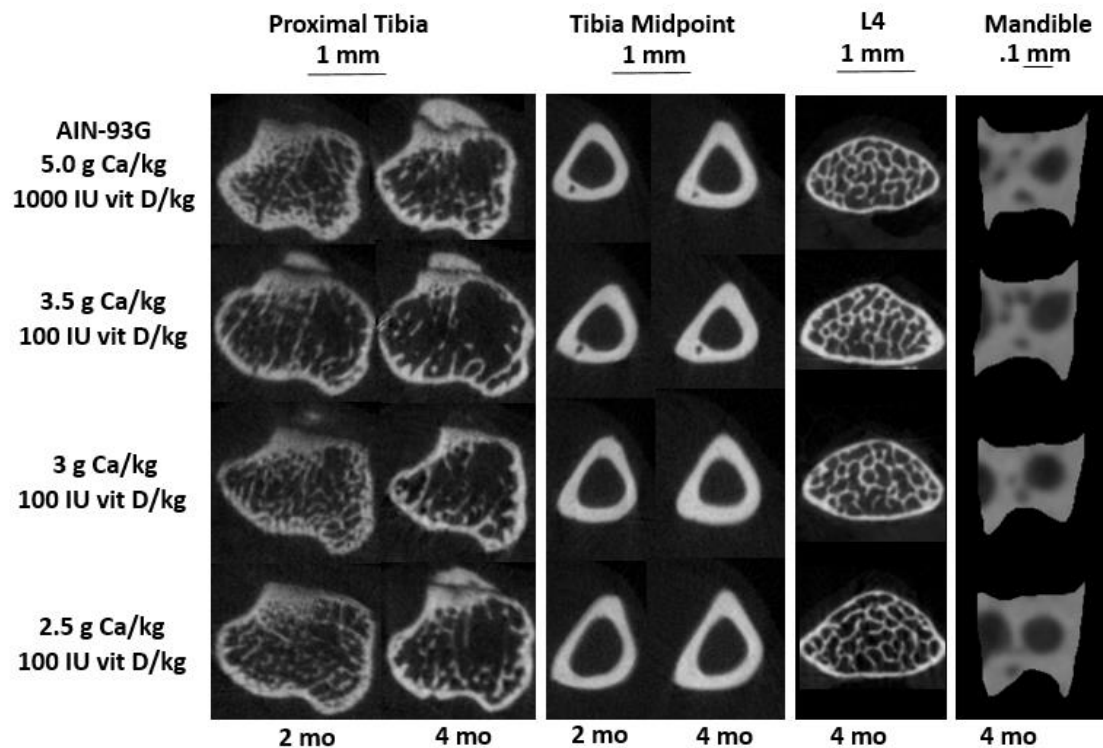 Proximal Tibia
1 mm
Tibia Midpoint
1 mm
L4
1 mm
Mandible
.1 mm
AIN-93G
5.0 g Ca/kg
1000 IU vit D/kg
3.5 g Ca/kg
100 IU vit D/kg
3 g Ca/kg
100 IU vit D/kg
2.5 g Ca/kg
100 IU vit D/kg
2 mo
4 mo
2 mo
4 mo
4 mo
4 mo